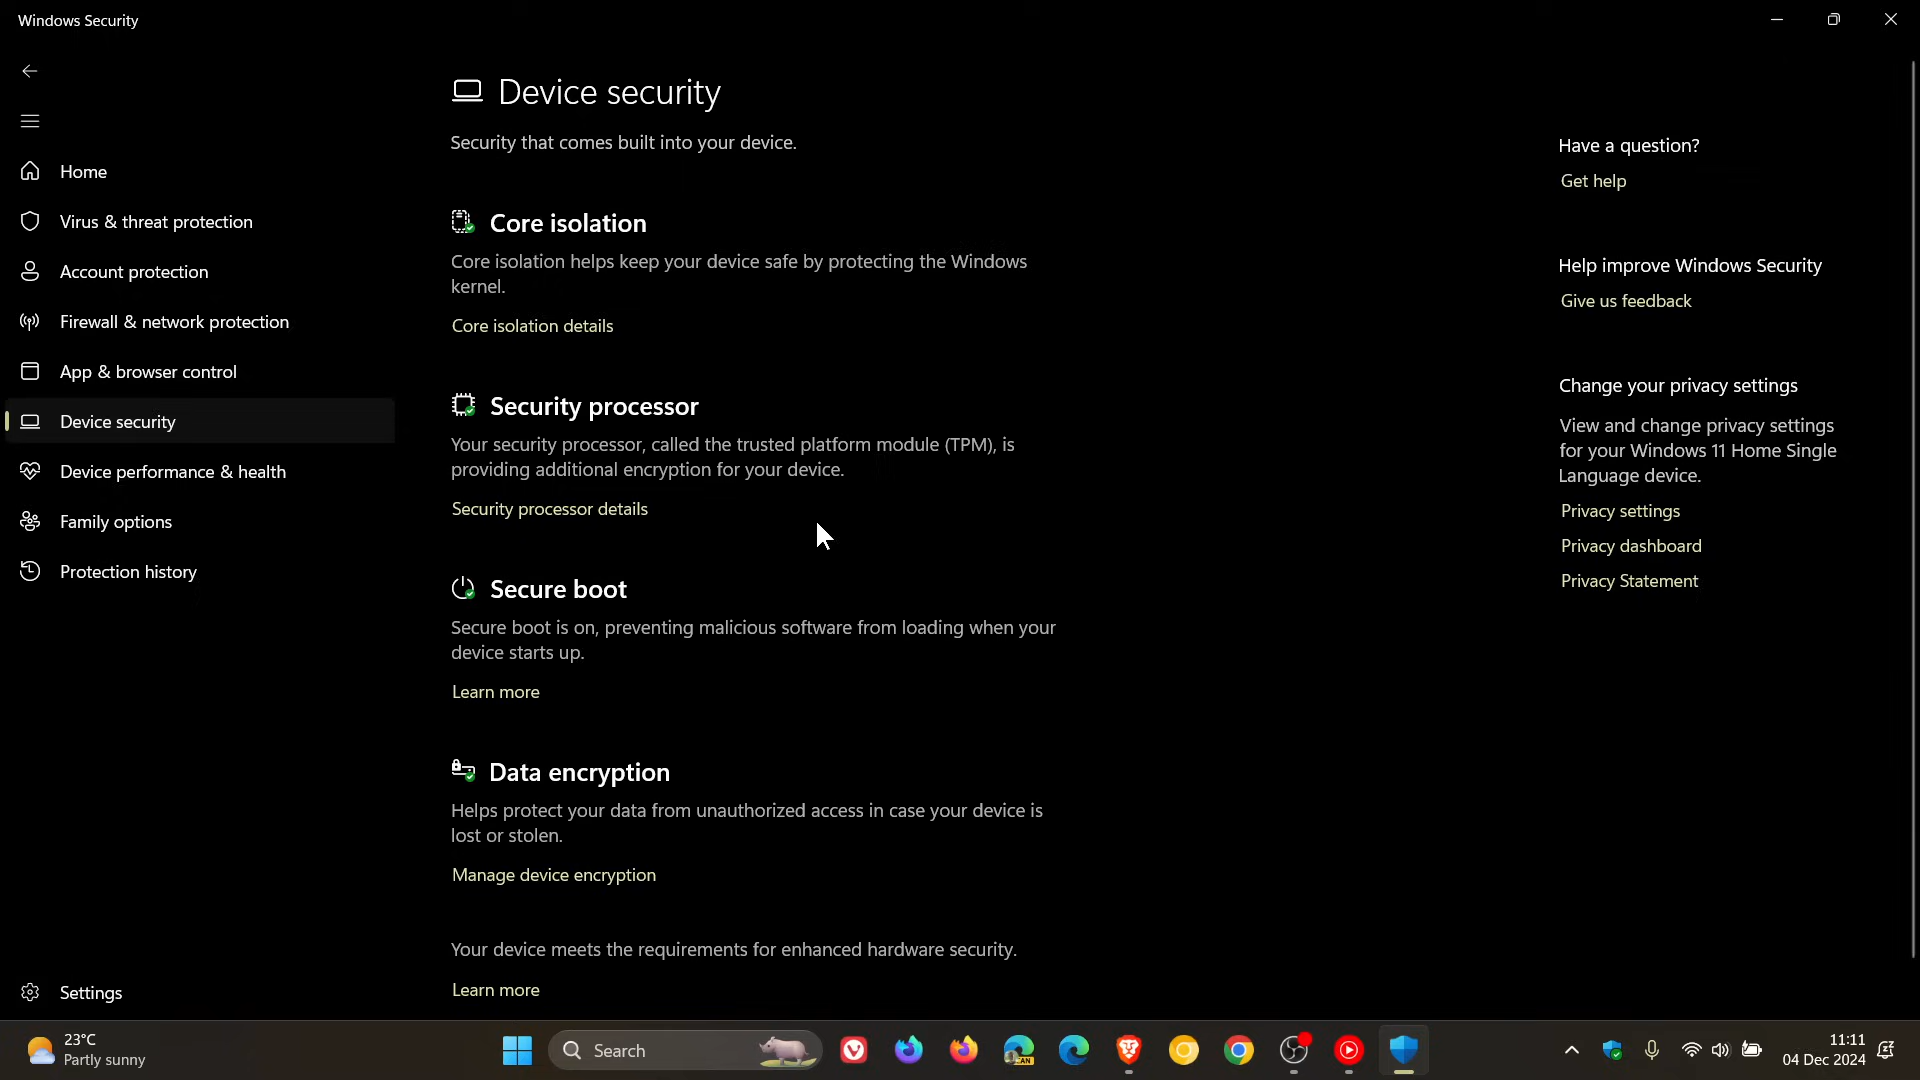 Windows Security
Home
Virus & threat protection
Account protection
Firewall & network protection
App & browser control
Device security
Device performance & health
Family options
Protection history
Settings
Device security
Security that comes built into your device.
Core isolation
Core isolation helps keep your device safe by protecting the Windows
kernel.
Core isolation details
Security processor
Your security processor, called the trusted platform module (TPM), is
providing additional encryption for your device.
Security processor details
Secure boot
Secure boot is on, preventing malicious software from loading when your
device starts up.
Learn more
Data encryption
Helps protect your data from unauthorized access in case your device is
lost or stolen.
Manage device encryption
Your device meets the requirements for enhanced hardware security.
Learn more
Have a question?
Get help
Help improve Windows Security
Give us feedback
Change your privacy settings
View and change privacy settings
for your Windows 11 Home Single
Language device.
Privacy settings
Privacy dashboard
Privacy Statement
23°C
Partly sunny
Search
CAN
11:11
04 Dec 2024